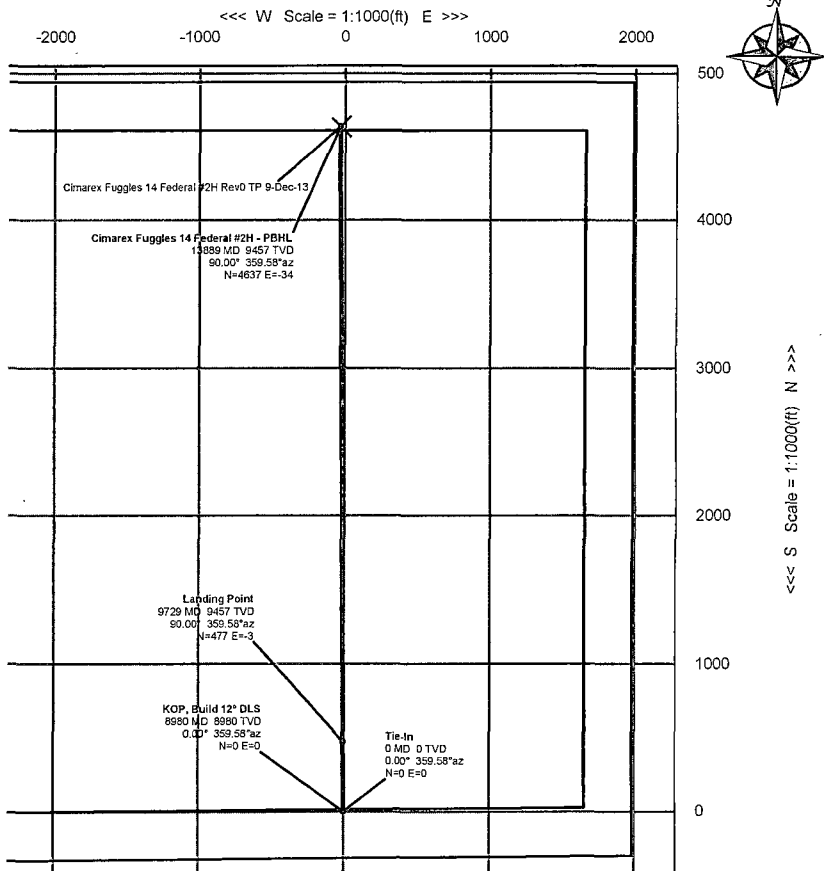 <<< W Scale = 1:1000(ft) E >>>
-2000 -1000 0 1000 2000
N
500
Cimarex Fuggles 14 Federal #2H Rev0 TP 9-Dec-13
4000
Cimarex Fuggles 14 Federal #2H - PBHL
13889 MD 9457 TVD
90.00° 359.58°az
N=4637 E=-34
3000
<<< S Scale = 1:1000(ft) N >>>
2000
Landing Point
9729 MD 9457 TVD
90.00° 359.58°az
N=477 E=-3
1000
KOP, Build 12° DLS
8980 MD 8980 TVD
0.00° 359.58°az
N=0 E=0
Tie-In
0 MD 0 TVD
0.00° 359.58°az
N=0 E=0
0